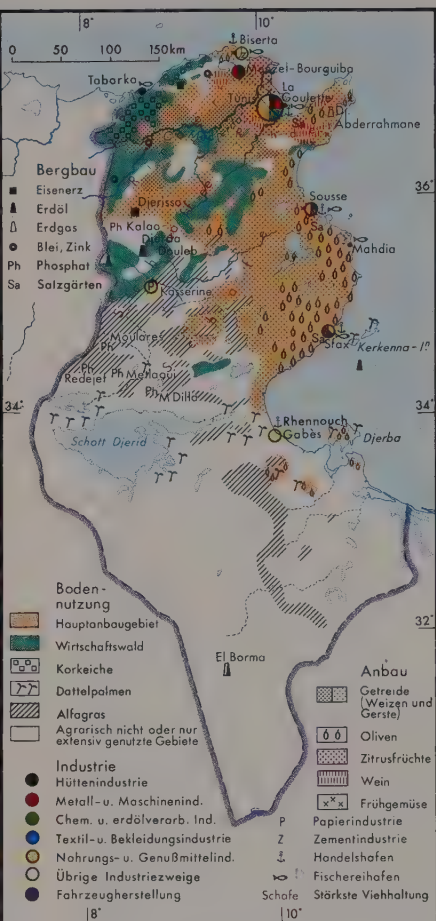 8° 10°
0 50 100 150km
Biserta
Menzel-Bourguiba
Tabarka
La
Goulette
Abderrahmane
Bergbau
Eisenerz
Erdöl
Erdgas
Blei, Zink
Ph Phosphat
Sa Salzgärten
36°
Djerissa
Ph Kalaa
Djerda
Douleb
Sousse
Sa
Mahdia
P
Kasserine
Moulares
Ph
Ph
Redejef
Ph Metlaoui
Ph M'Dilla
Sa
Sfax
Kerkenna-In
34° 34°
Schott Djerid
Rhennouch
Gabès
Djerba
32°
El Borma
Boden-
nutzung
Hauptanbaugebiet
Wirtschaftswald
Korkeiche
Dattelpalmen
Alfagras
Agrarisch nicht oder nur
extensiv genutzte Gebiete
Industrie
Hüttenindustrie
Metall- u. Maschinenind.
Chem. u. erdölverarb. Ind.
Textil- u. Bekleidungsindustrie
Nahrungs- u. Genußmittelind.
Übrige Industriezweige
Fahrzeugherstellung
Anbau
Getreide
(Weizen und
Gerste)
Oliven
Zitrusfrüchte
Wein
Frühgemüse
P Papierindustrie
Z Zementindustrie
Handelshafen
Fischereihafen
Schafe Stärkste Viehhaltung
8° 10°